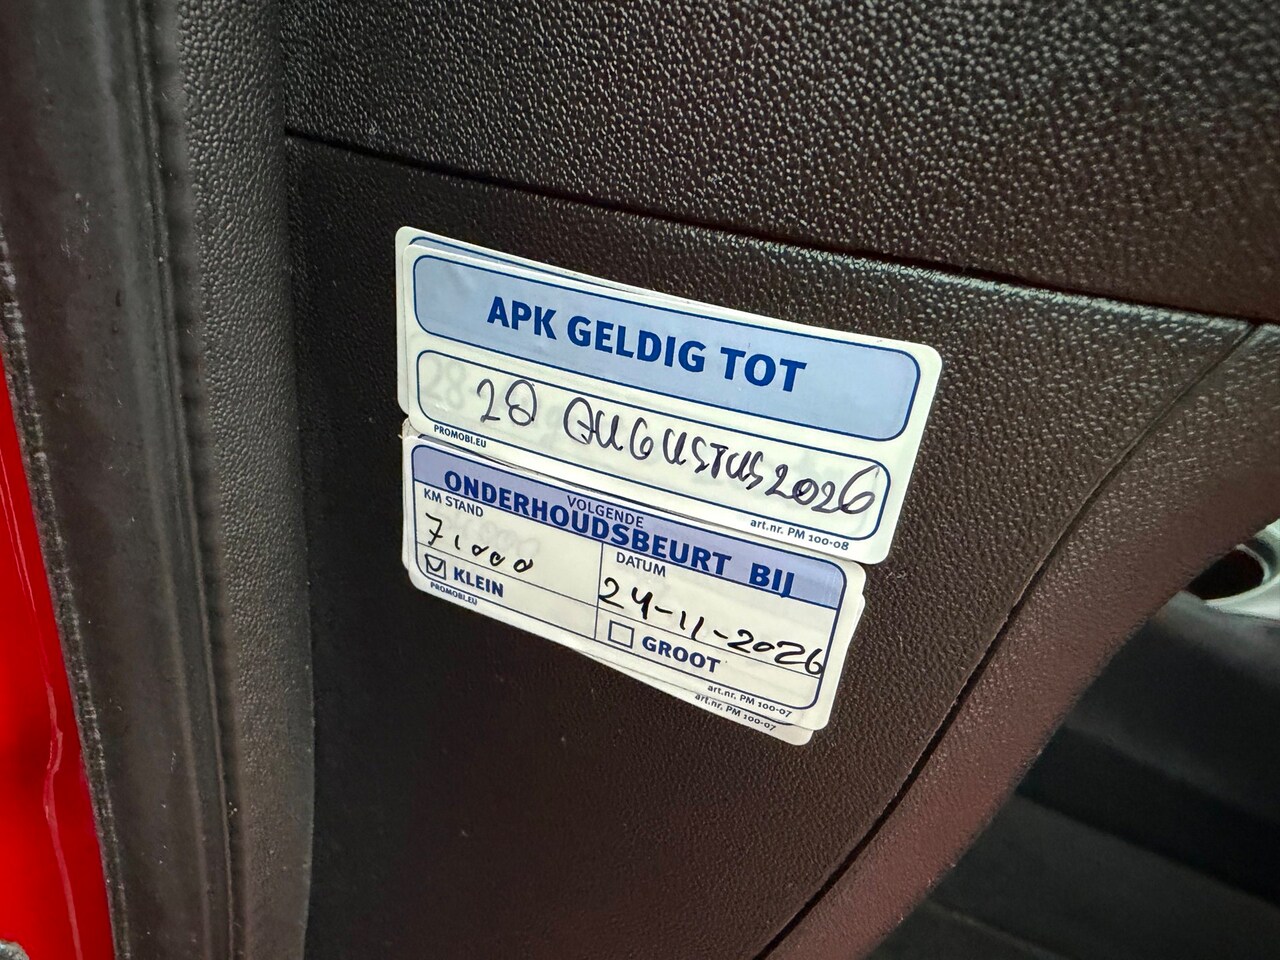 APK GELDIG TOT
28 AUGUSTUS 2026
PROMOBI.EU
art.nr. PM 100-08
VOLGENDE
ONDERHOUDSBEURT BIJ
KM STAND
71000
DATUM
24-11-2026
KLEIN
GROOT
PROMOBI.EU
art.nr. PM 100-07
art.nr. PM 100-07